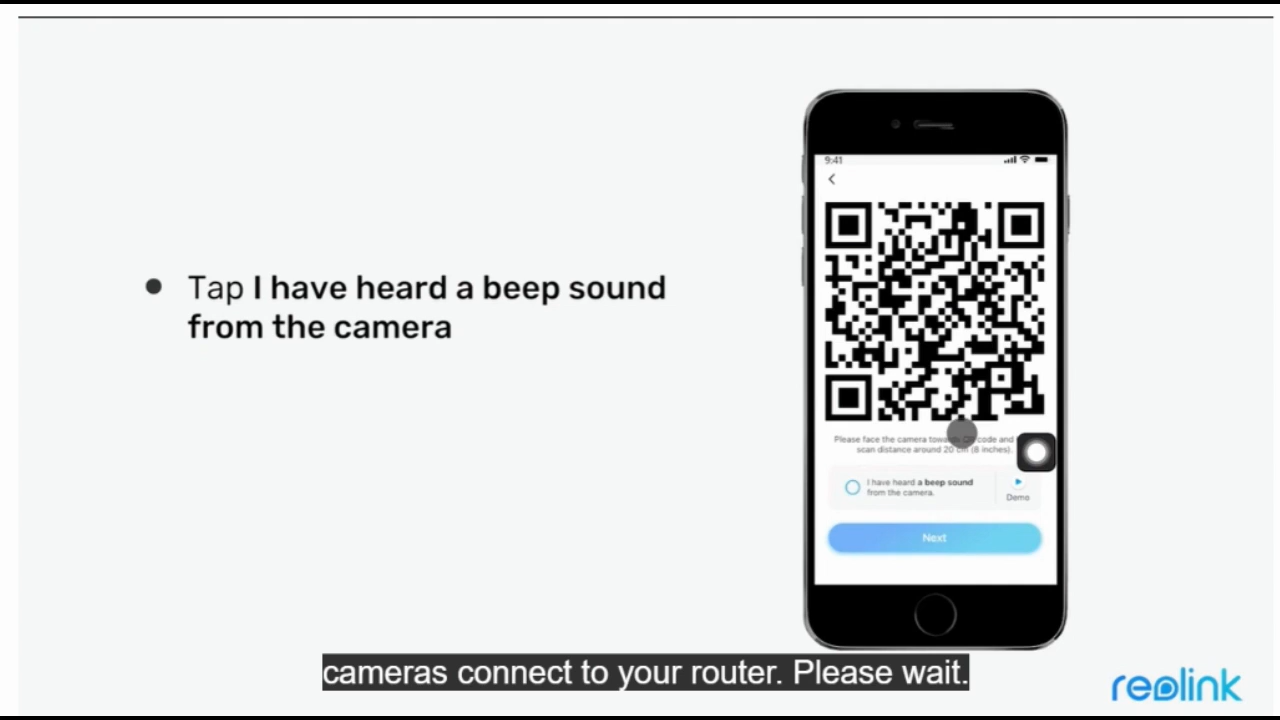 Tap I have heard a beep sound
from the camera
9:41
Please face the camera towards QR code and
scan distance around 20 cm (8 inches).
I have heard a beep sound
from the camera.
Demo
Next
cameras connect to your router. Please wait.
reolink